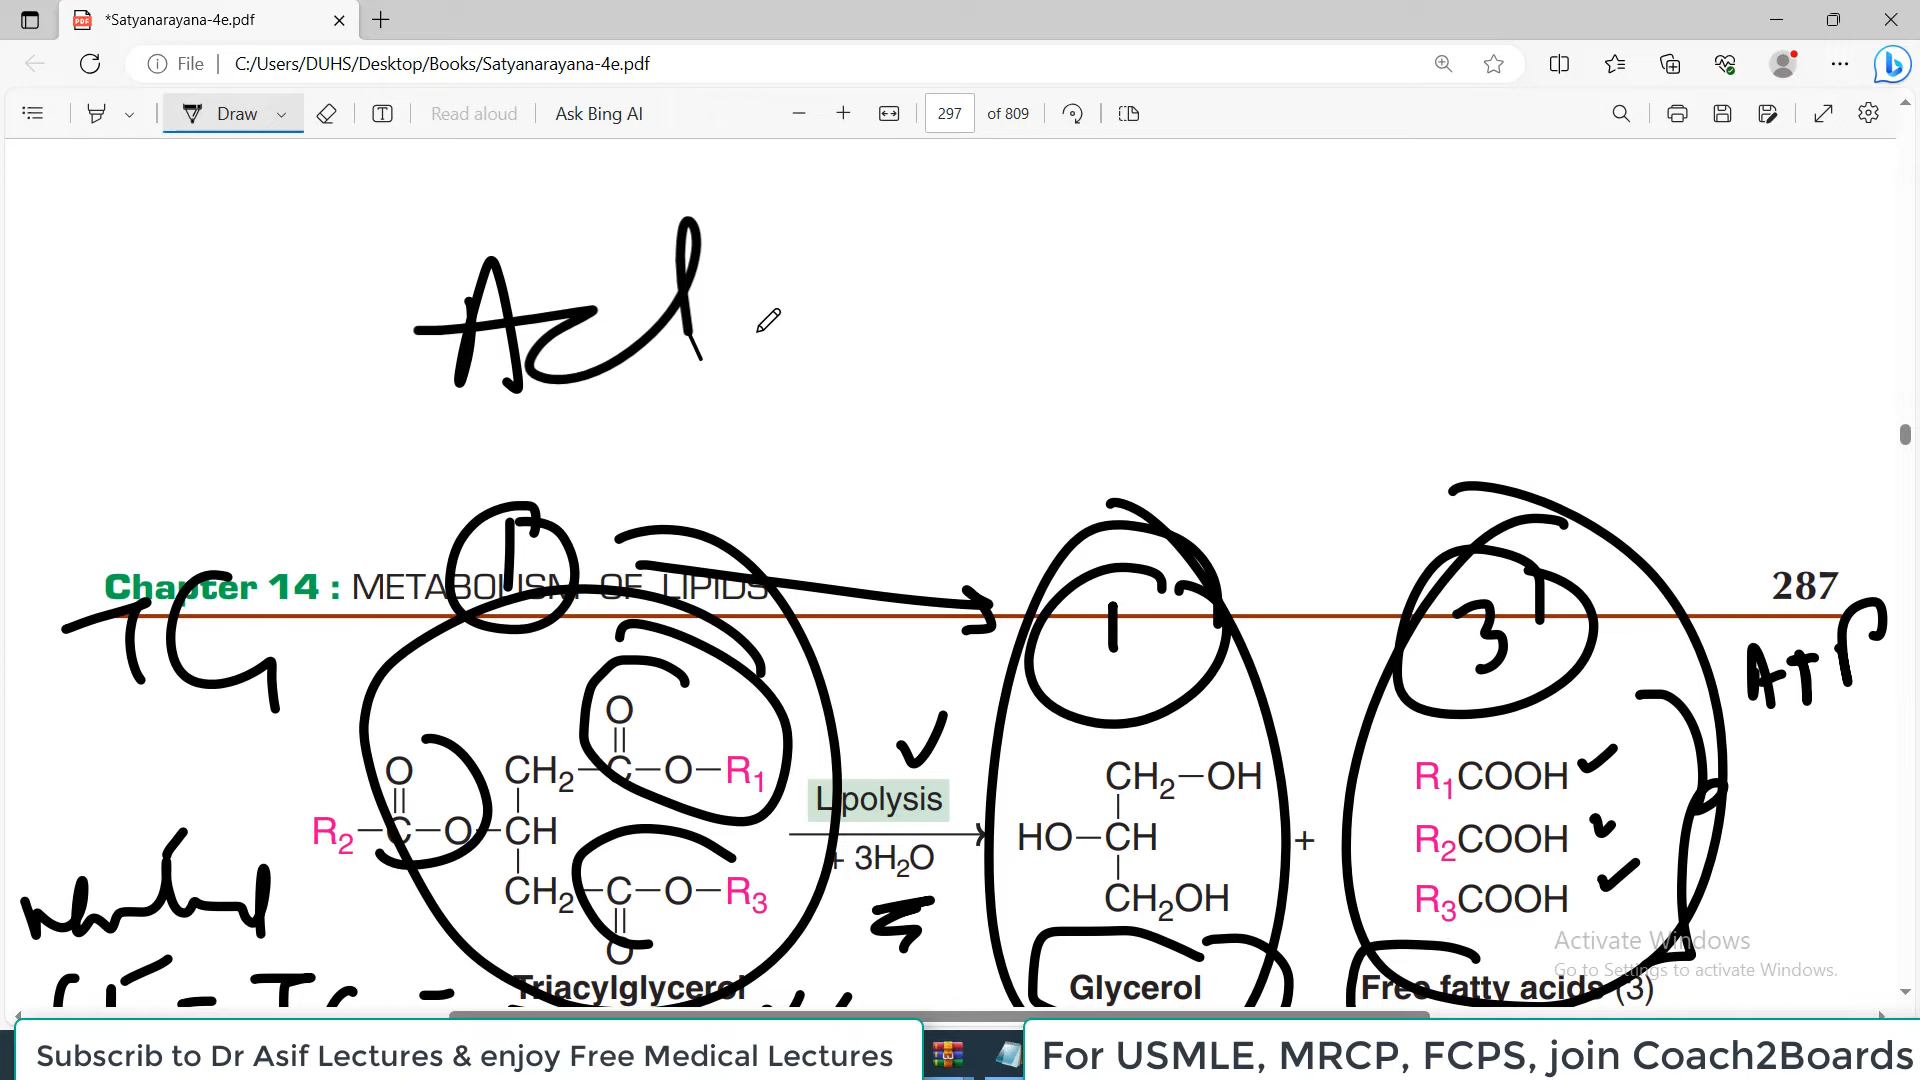 *Satyanarayana-4e.pdf
File C:/Users/DUHS/Desktop/Books/Satyanarayana-4e.pdf
Draw Read aloud Ask Bing AI 297 of 809
Chapter 14 : METABOLISM OF LIPIDS 287
1
1
3
TG
ATP
O
CH2–C–O–R1
O
R2–C–O–CH
CH2–C–O–R3
O
Triacylglycerol
Lipolysis
+ 3H2O
CH2–OH
HO–CH
CH2OH
Glycerol
+
R1COOH
R2COOH
R3COOH
Free fatty acids (3)
Activate Windows
Go to Settings to activate Windows.
Subscrib to Dr Asif Lectures & enjoy Free Medical Lectures
For USMLE, MRCP, FCPS, join Coach2Boards